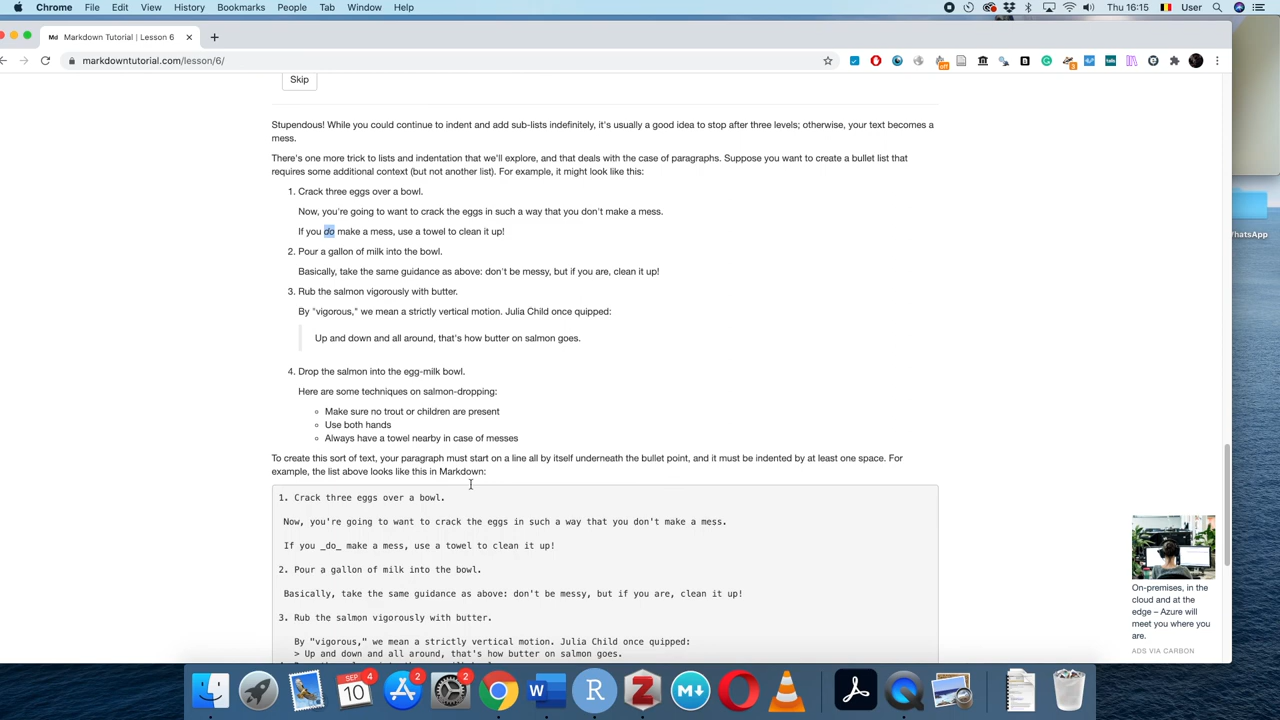 Chrome File Edit View History Bookmarks People Tab Window Help
Thu 16:15 User
Md Markdown Tutorial | Lesson 6
markdowntutorial.com/lesson/6/
off
3
talk
Skip
Stupendous! While you could continue to indent and add sub-lists indefinitely, it's usually a good idea to stop after three levels; otherwise, your text becomes a
mess.
There's one more trick to lists and indentation that we'll explore, and that deals with the case of paragraphs. Suppose you want to create a bullet list that
requires some additional context (but not another list). For example, it might look like this:
1. Crack three eggs over a bowl.
Now, you're going to want to crack the eggs in such a way that you don't make a mess.
If you do make a mess, use a towel to clean it up!
2. Pour a gallon of milk into the bowl.
Basically, take the same guidance as above: don't be messy, but if you are, clean it up!
3. Rub the salmon vigorously with butter.
By "vigorous," we mean a strictly vertical motion. Julia Child once quipped:
Up and down and all around, that's how butter on salmon goes.
4. Drop the salmon into the egg-milk bowl.
Here are some techniques on salmon-dropping:
Make sure no trout or children are present
Use both hands
Always have a towel nearby in case of messes
To create this sort of text, your paragraph must start on a line all by itself underneath the bullet point, and it must be indented by at least one space. For
example, the list above looks like this in Markdown:
1. Crack three eggs over a bowl.
Now, you're going to want to crack the eggs in such a way that you don't make a mess.
If you _do_ make a mess, use a towel to clean it up!
2. Pour a gallon of milk into the bowl.
Basically, take the same guidance as above: don't be messy, but if you are, clean it up!
3. Rub the salmon vigorously with butter.
By "vigorous," we mean a strictly vertical motion. Julia Child once quipped:
> Up and down and all around, that's how butter on salmon goes.
On-premises, in the
cloud and at the
edge – Azure will
meet you where you
are.
ADS VIA CARBON
hatsApp
SEP 10
4
2
2
W
R
Z
M